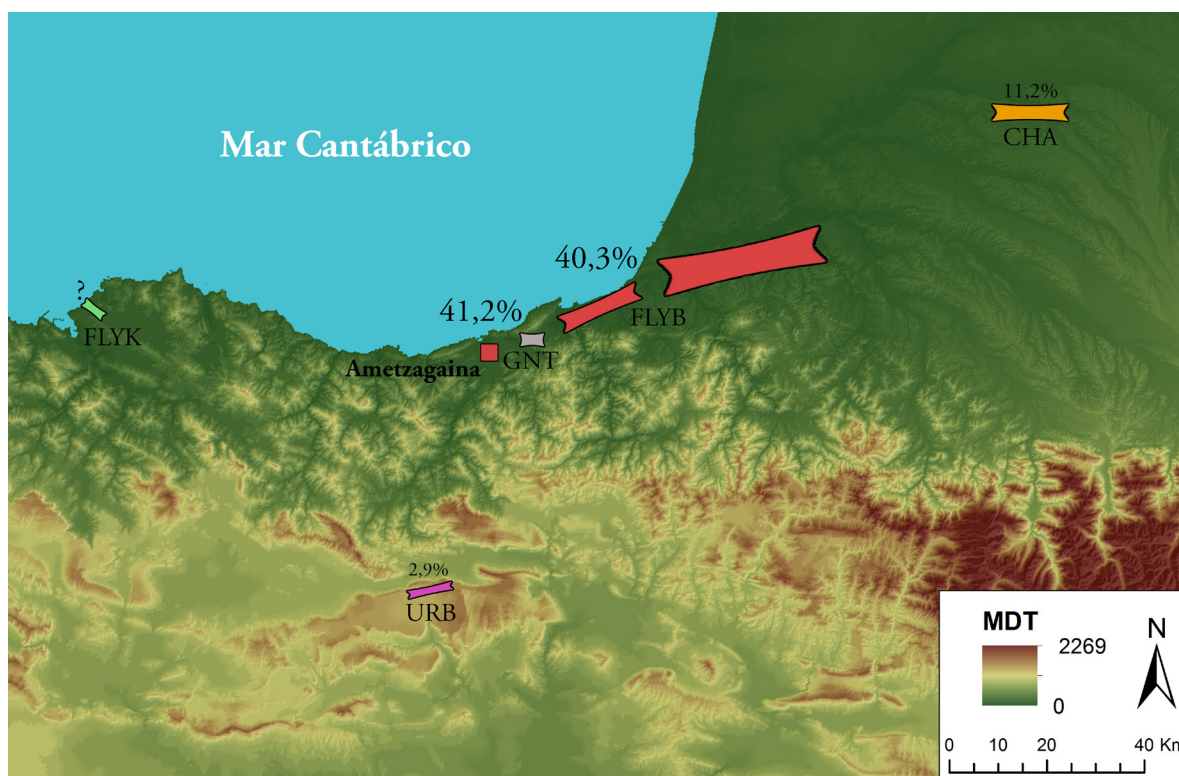 11,2%
CHA
Mar Cantábrico
40,3%
FLYB
?
FLYK
41,2%
GNT
Ametzagaina
2,9%
URB
MDT
2269
0
N
0 10 20 40 Km